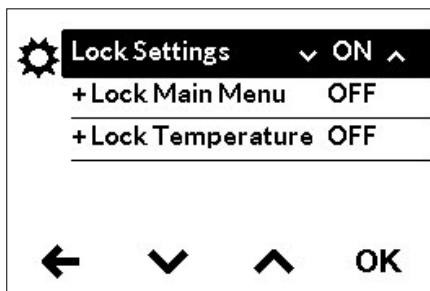 Lock Settings ON
+Lock Main Menu OFF
+Lock Temperature OFF
OK